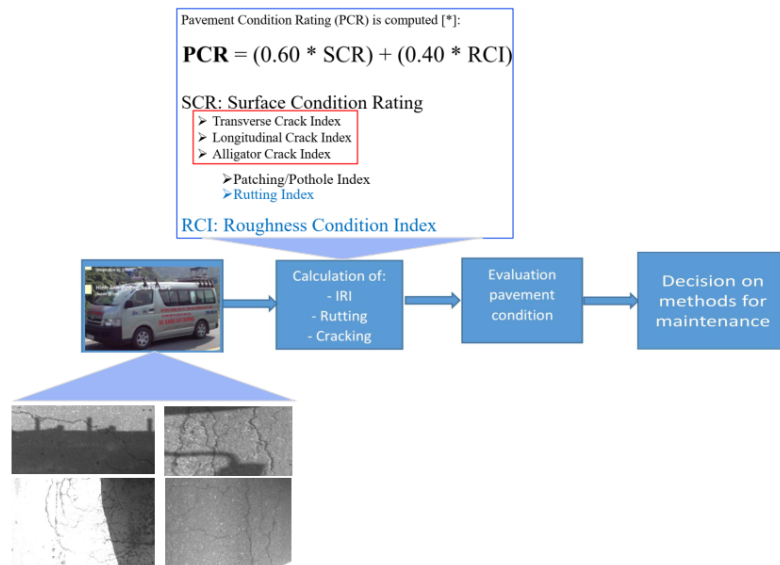 Pavement Condition Rating (PCR) is computed [*]:
PCR = (0.60 * SCR) + (0.40 * RCI)
SCR: Surface Condition Rating
➢ Transverse Crack Index
➢ Longitudinal Crack Index
➢ Alligator Crack Index
➢Patching/Pothole Index
➢Rutting Index
RCI: Roughness Condition Index
Calculation of:
- IRI
- Rutting
- Cracking
Evaluation
pavement
condition
Decision on
methods for
maintenance